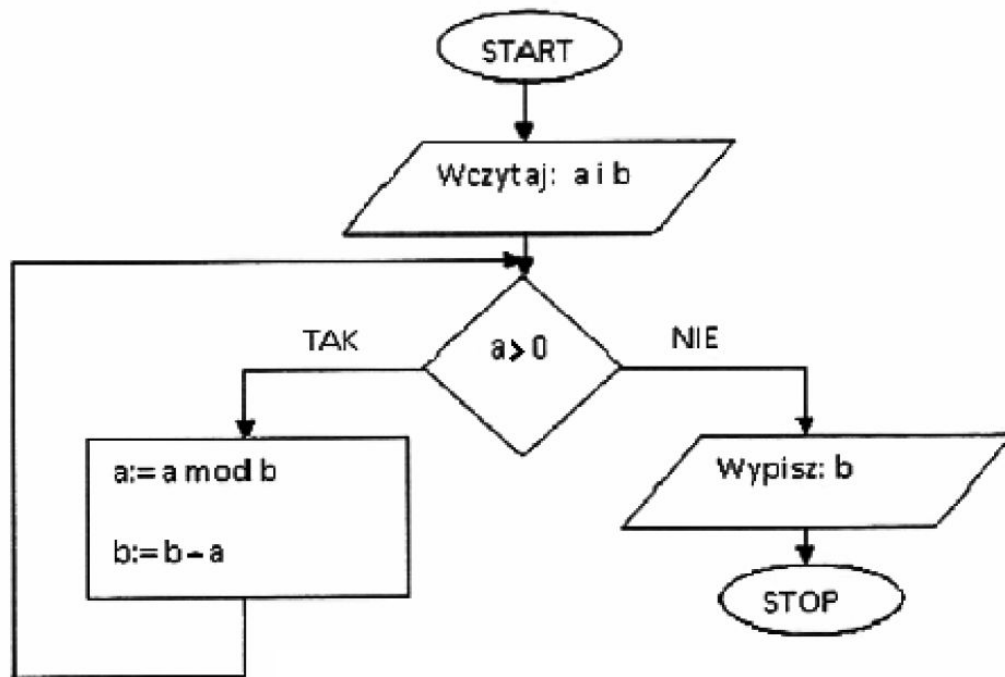 START
Wczytaj: a i b
a > 0
TAK
NIE
a:= a mod b
b:= b – a
Wypisz: b
STOP